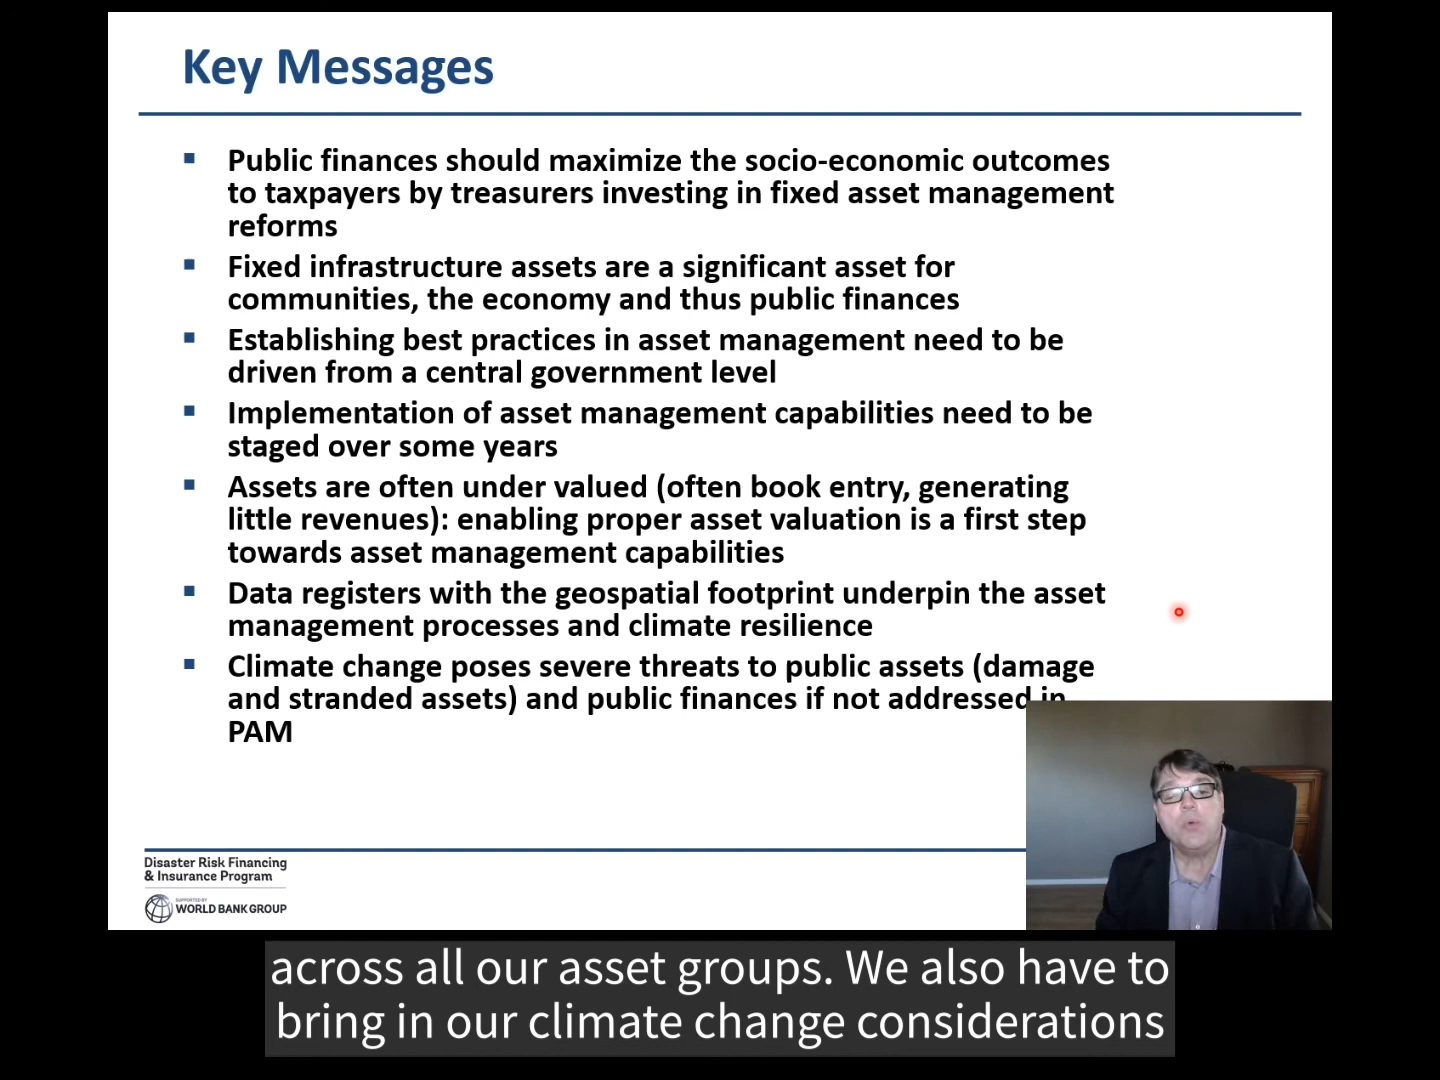 Key Messages
Public finances should maximize the socio-economic outcomes
to taxpayers by treasurers investing in fixed asset management
reforms
Fixed infrastructure assets are a significant asset for
communities, the economy and thus public finances
Establishing best practices in asset management need to be
driven from a central government level
Implementation of asset management capabilities need to be
staged over some years
Assets are often under valued (often book entry, generating
little revenues): enabling proper asset valuation is a first step
towards asset management capabilities
Data registers with the geospatial footprint underpin the asset
management processes and climate resilience
Climate change poses severe threats to public assets (damage
and stranded assets) and public finances if not addressed in
PAM
Disaster Risk Financing
& Insurance Program
SUPPORTED BY
WORLD BANK GROUP
across all our asset groups. We also have to
bring in our climate change considerations